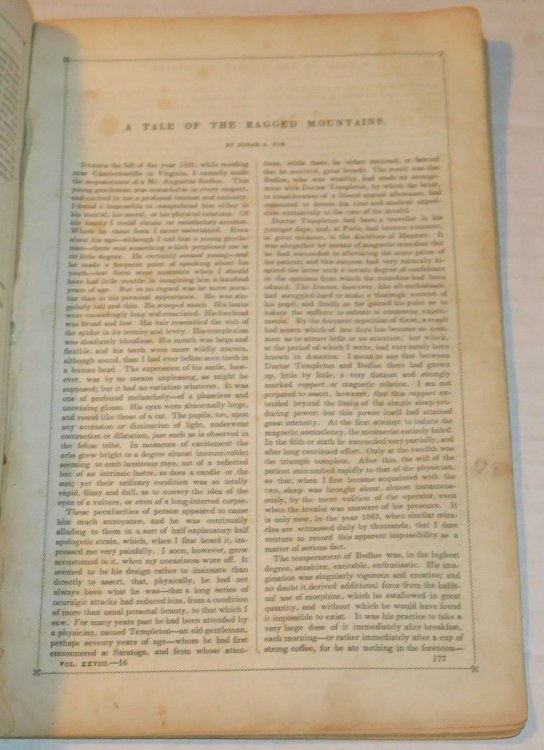 A TALE OF THE RAGGED MOUNTAINS.
BY EDGAR A. POE.
DURING the fall of the year 1827, while residing
near Charlottesville in Virginia, I casually made
the acquaintance of a Mr. Augustus Bedloe. This
young gentleman was remarkable in every respect,
and excited in me a profound interest and curiosity.
I found it impossible to comprehend him either in
his mental, his moral, or his physical relations. Of
his family I could obtain no satisfactory account.
Whence he came from I never ascertained. Even
about his age—although I call him a young gentle-
man—there was something which perplexed me in
no little degree. He certainly seemed young—and
he made a frequent point of speaking about his
youth—but there were moments when I should
have had little trouble in imagining him a hundred
years of age. But in no regard was he more pecu-
liar than in his personal appearance. He was sin-
gularly tall and thin. He stooped much. His limbs
were exceedingly long and emaciated. His forehead
was broad and low. His hair resembled the web of
the spider in its tenuity and levity. His complexion
was absolutely bloodless. His mouth was large and
flexible, and his teeth were more wildly uneven,
although sound, than I had ever before seen teeth in
a human head. The expression of his smile, how-
ever, was by no means unpleasing, as might be
supposed; but it had no variation whatever. It was
one of profound melancholy—of a phaseless and
unceasing gloom. His eyes were abnormally large,
and round like those of a cat. The pupils, too, upon
any accession or diminution of light, underwent
contraction or dilatation, just such as is observed in
the feline tribe. In moments of excitement the
orbs grew bright to a degree almost inconceivable;
seeming to emit luminous rays, not of a reflected
but of an intrinsic lustre, as does a candle or the
sun; yet their ordinary condition was so totally
vapid, filmy and dull, as to convey the idea of the
eyes of a vulture, or even of a long-interred corpse.
These peculiarities of person appeared to cause
him much annoyance, and he was continually
alluding to them in a sort of half explanatory half
apologetic strain, which, when I first heard it, im-
pressed me very painfully. I soon, however, grew
accustomed to it, when my uneasiness wore off. It
seemed to be his design rather to insinuate than
directly to assert, that, physically, he had not
always been what he was—that a long series of
neuralgic attacks had reduced him, from a condition
of more than usual personal beauty, to that which I
saw. For many years past he had been attended by
a physician, named Templeton—an old gentleman,
perhaps seventy years of age—whom he had first
encountered at Saratoga, and from whose atten-
VOL. XXVIII.—16
tions, while there, he either received, or fancied
that he received, great benefit. The result was that
Bedloe, who was wealthy, had made an arrange-
ment with Doctor Templeton, by which the latter,
in consideration of a liberal annual allowance, had
consented to devote his time and medical experi-
ence exclusively to the care of the invalid.
Doctor Templeton had been a traveller in his
younger days, and, at Paris, had become a convert,
in great measure, to the doctrines of Mesmer. It
was altogether by means of magnetic remedies that
he had succeeded in alleviating the acute pains of
his patient; and this success had very naturally in-
spired the latter with a certain degree of confidence
in the opinions from which the remedies had been
educed. The Doctor, however, like all enthusiasts,
had struggled hard to make a thorough convert of
his pupil, and finally so far gained his point as to
induce the sufferer to submit to numerous experi-
ments. By the frequent repetition of these, a result
had arisen which of late days has become so com-
mon as to attract little or no attention, but which,
at the period of which I write, had very rarely been
known in America. I mean to say that between
Doctor Templeton and Bedloe there had grown
up, little by little, a very distinct and strongly
marked rapport, or magnetic relation. I am not
prepared to assert, however, that this rapport ex-
tended beyond the limits of the simple sleep-pro-
ducing power; but this power itself had attained
great intensity. At the first attempt to induce the
magnetic somnolency, the mesmerist entirely failed.
In the fifth or sixth he succeeded very partially, and
after long-continued effort. Only at the twelfth was
the triumph complete. After this, the will of the
patient succumbed rapidly to that of the physician,
so that, when I first became acquainted with the
two, sleep was brought about, almost instantane-
ously, by the mere volition of the operator, even
when the invalid was unaware of his presence. It
is only now, in the year 1843, when similar mira-
cles are witnessed daily by thousands, that I dare
venture to record this apparent impossibility as a
matter of serious fact.
The temperament of Bedloe was, in the highest
degree, sensitive, excitable, enthusiastic. His ima-
gination was singularly vigorous and creative; and
no doubt it derived additional force from the habit-
ual use of morphine, which he swallowed in great
quantity, and without which he would have found
it impossible to exist. It was his practice to take a
very large dose of it immediately after breakfast,
each morning—or rather immediately after a cup of
strong coffee, for he ate nothing in the forenoon—
177